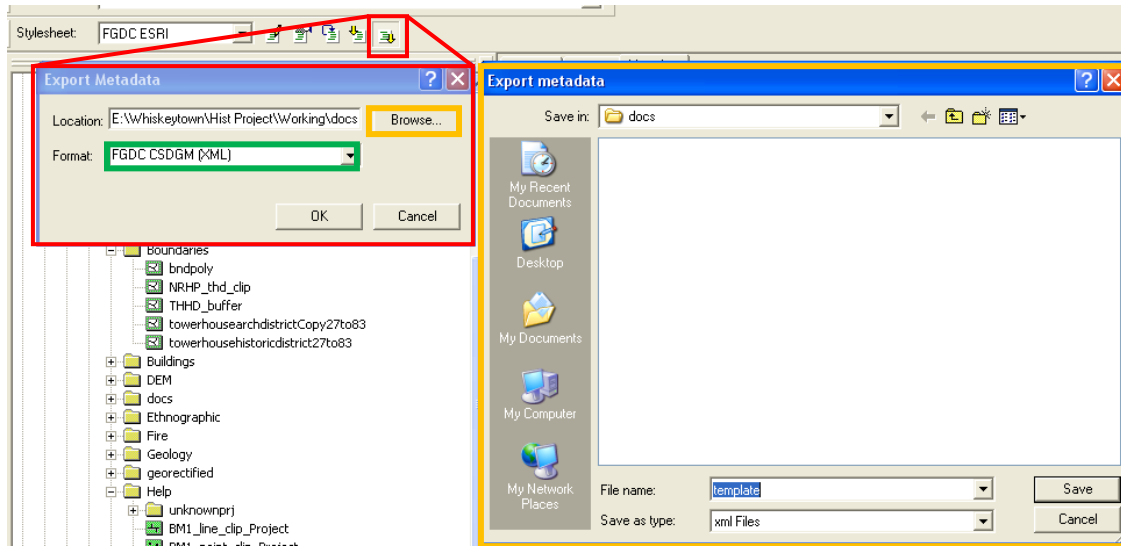 Stylesheet: FGDC ESRI
Export Metadata
Location: E:\Whiskeytown\Hist Project\Working\docs Browse...
Format: FGDC CSDGM (XML)
OK Cancel
Boundaries
bndpoly
NRHP_thd_clip
THHD_buffer
towerhousearchdistrictCopy27to83
towerhousehistoricdistrict27to83
Buildings
DEM
docs
Ethnographic
Fire
Geology
georectified
Help
unknownprj
BM1_line_clip_Project
BM1_point_clip_Project
Export metadata
Save in: docs
My Recent
Documents
Desktop
My Documents
My Computer
My Network
Places
File name: template Save
Save as type: xml Files Cancel